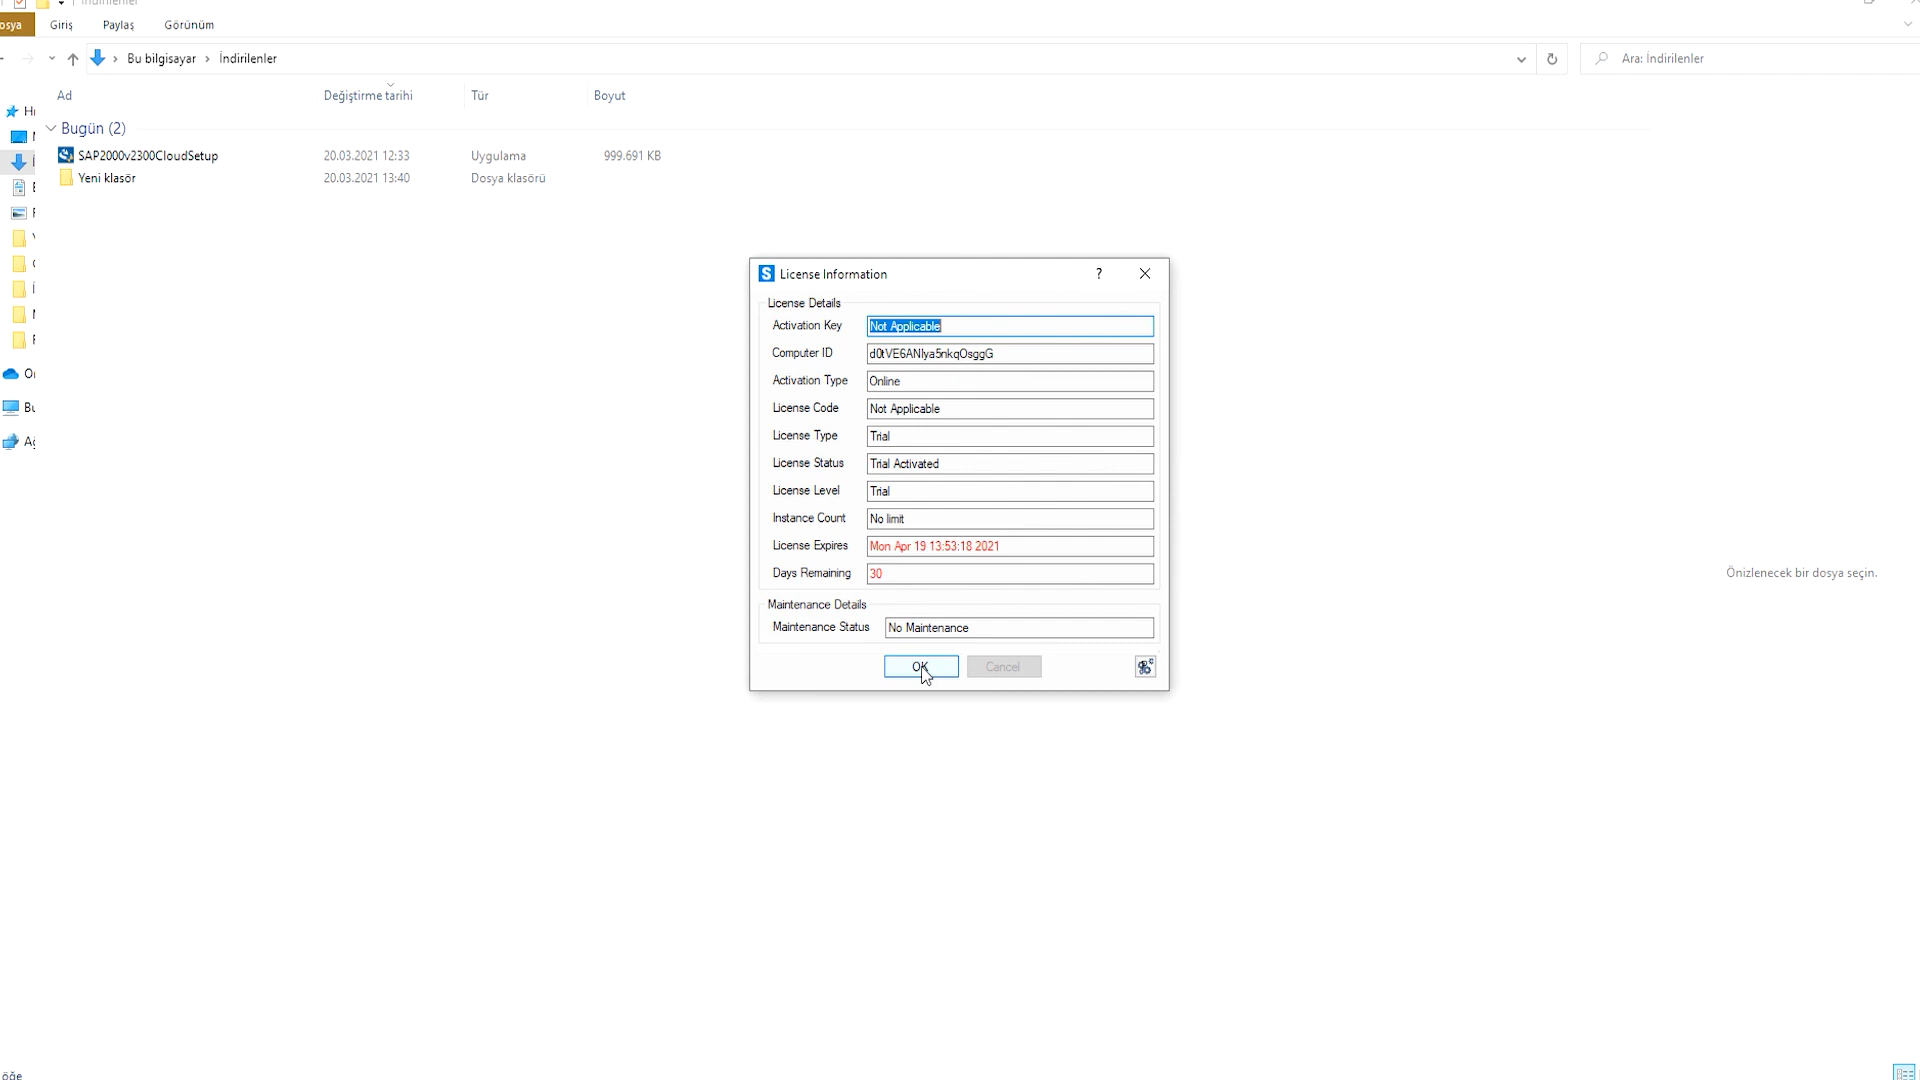 İndirilenler
Giriş Paylaş Görünüm
Bu bilgisayar İndirilenler
Ara: İndirilenler
Ad Değiştirme tarihi Tür Boyut
Bugün (2)
SAP2000v2300CloudSetup 20.03.2021 12:33 Uygulama 999.691 KB
Yeni klasör 20.03.2021 13:40 Dosya klasörü
S License Information ?
License Details
Activation Key Not Applicable
Computer ID
Activation Type Online
License Code Not Applicable
License Type Trial
License Status Trial Activated
License Level Trial
Instance Count No limit
License Expires Mon Apr 19 13:53:18 2021
Days Remaining 30
Maintenance Details
Maintenance Status No Maintenance
OK Cancel
Önizlenecek bir dosya seçin.
öğe